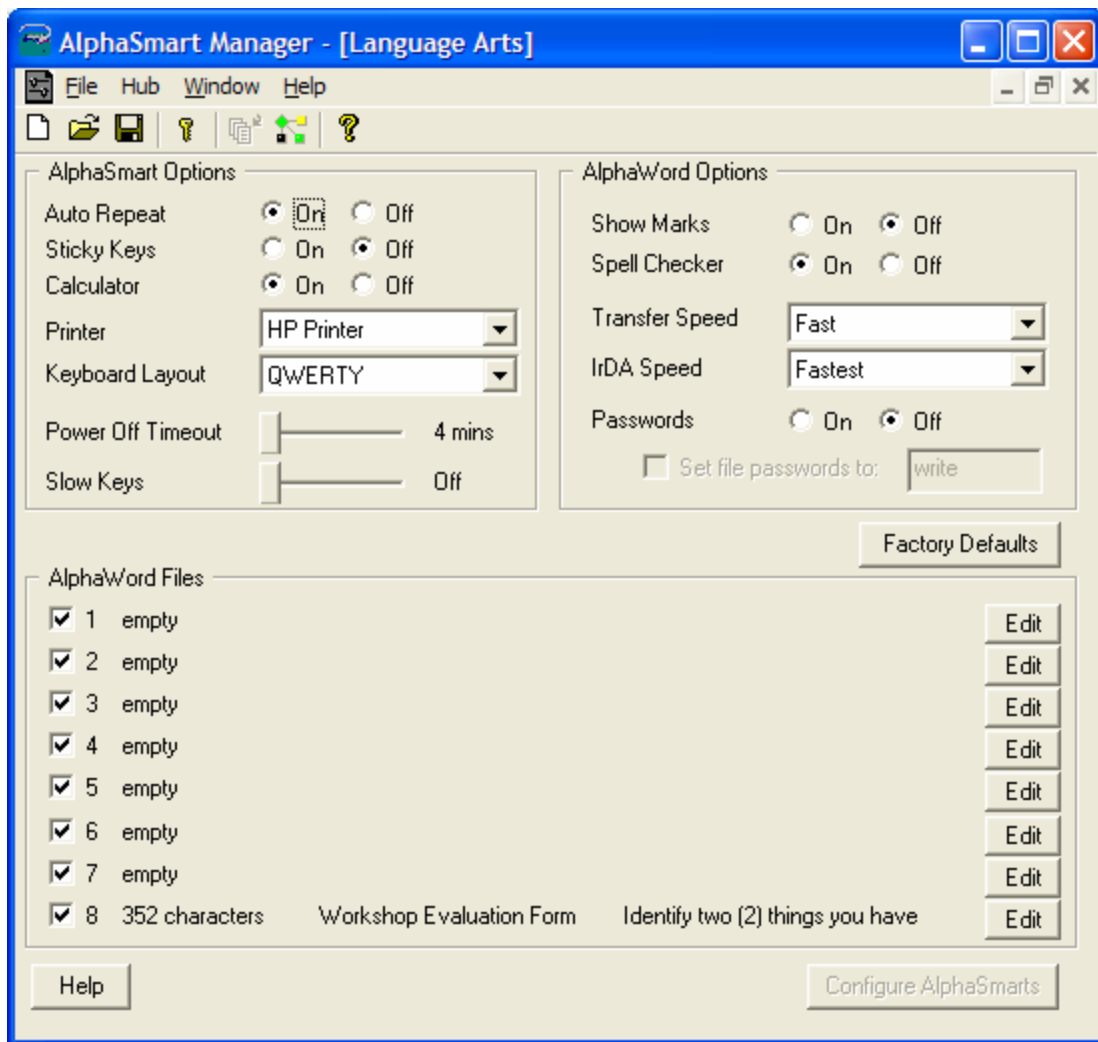 AlphaSmart Manager - [Language Arts]
File Hub Window Help
AlphaSmart Options
Auto Repeat On Off
Sticky Keys On Off
Calculator On Off
Printer HP Printer
Keyboard Layout QWERTY
Power Off Timeout 4 mins
Slow Keys Off
AlphaWord Options
Show Marks On Off
Spell Checker On Off
Transfer Speed Fast
IrDA Speed Fastest
Passwords On Off
Set file passwords to: write
Factory Defaults
AlphaWord Files
1 empty Edit
2 empty Edit
3 empty Edit
4 empty Edit
5 empty Edit
6 empty Edit
7 empty Edit
8 352 characters Workshop Evaluation Form Identify two (2) things you have Edit
Help Configure AlphaSmarts